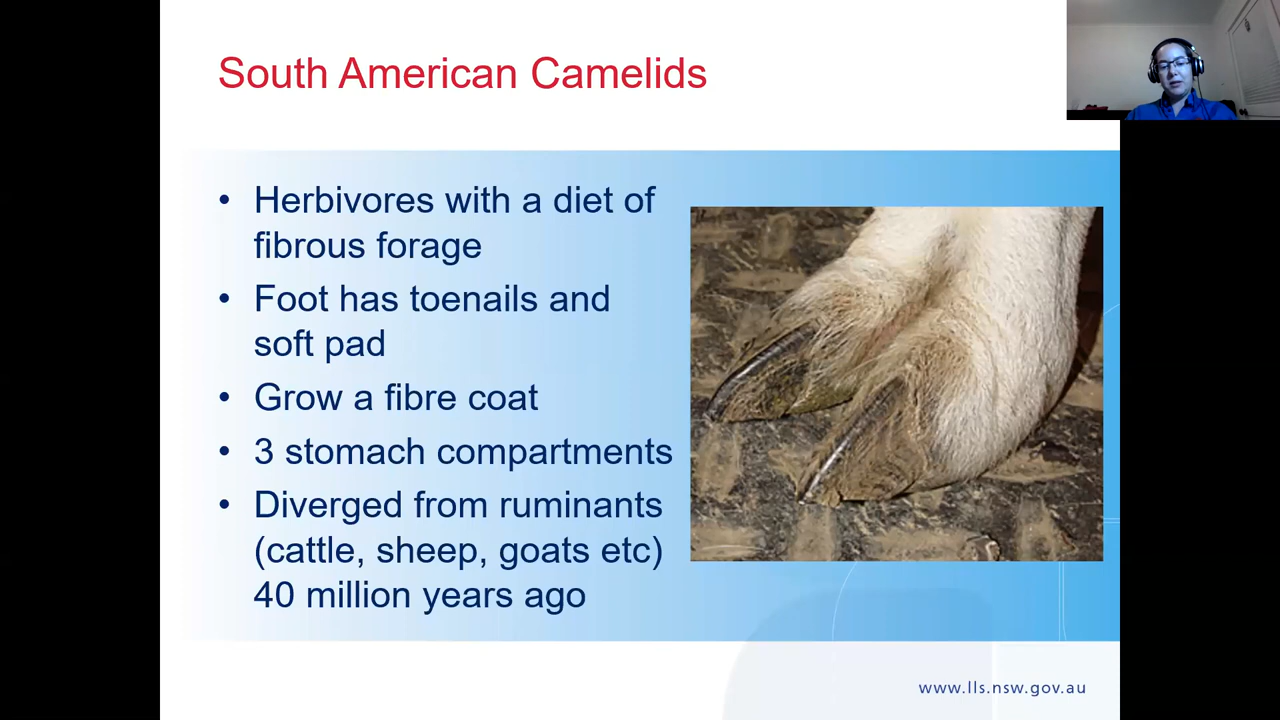 South American Camelids
• Herbivores with a diet of
fibrous forage
• Foot has toenails and
soft pad
• Grow a fibre coat
• 3 stomach compartments
• Diverged from ruminants
(cattle, sheep, goats etc)
40 million years ago
www.lls.nsw.gov.au